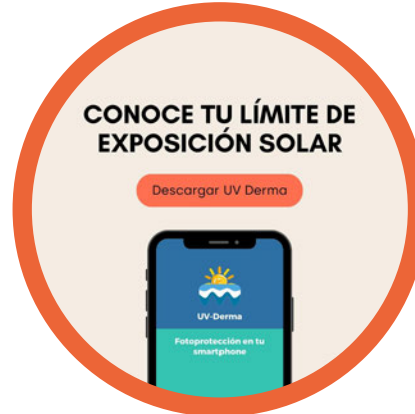 CONOCE TU LÍMITE DE
EXPOSICIÓN SOLAR
Descargar UV Derma
UV-Derma
Fotoprotección en tu
smartphone